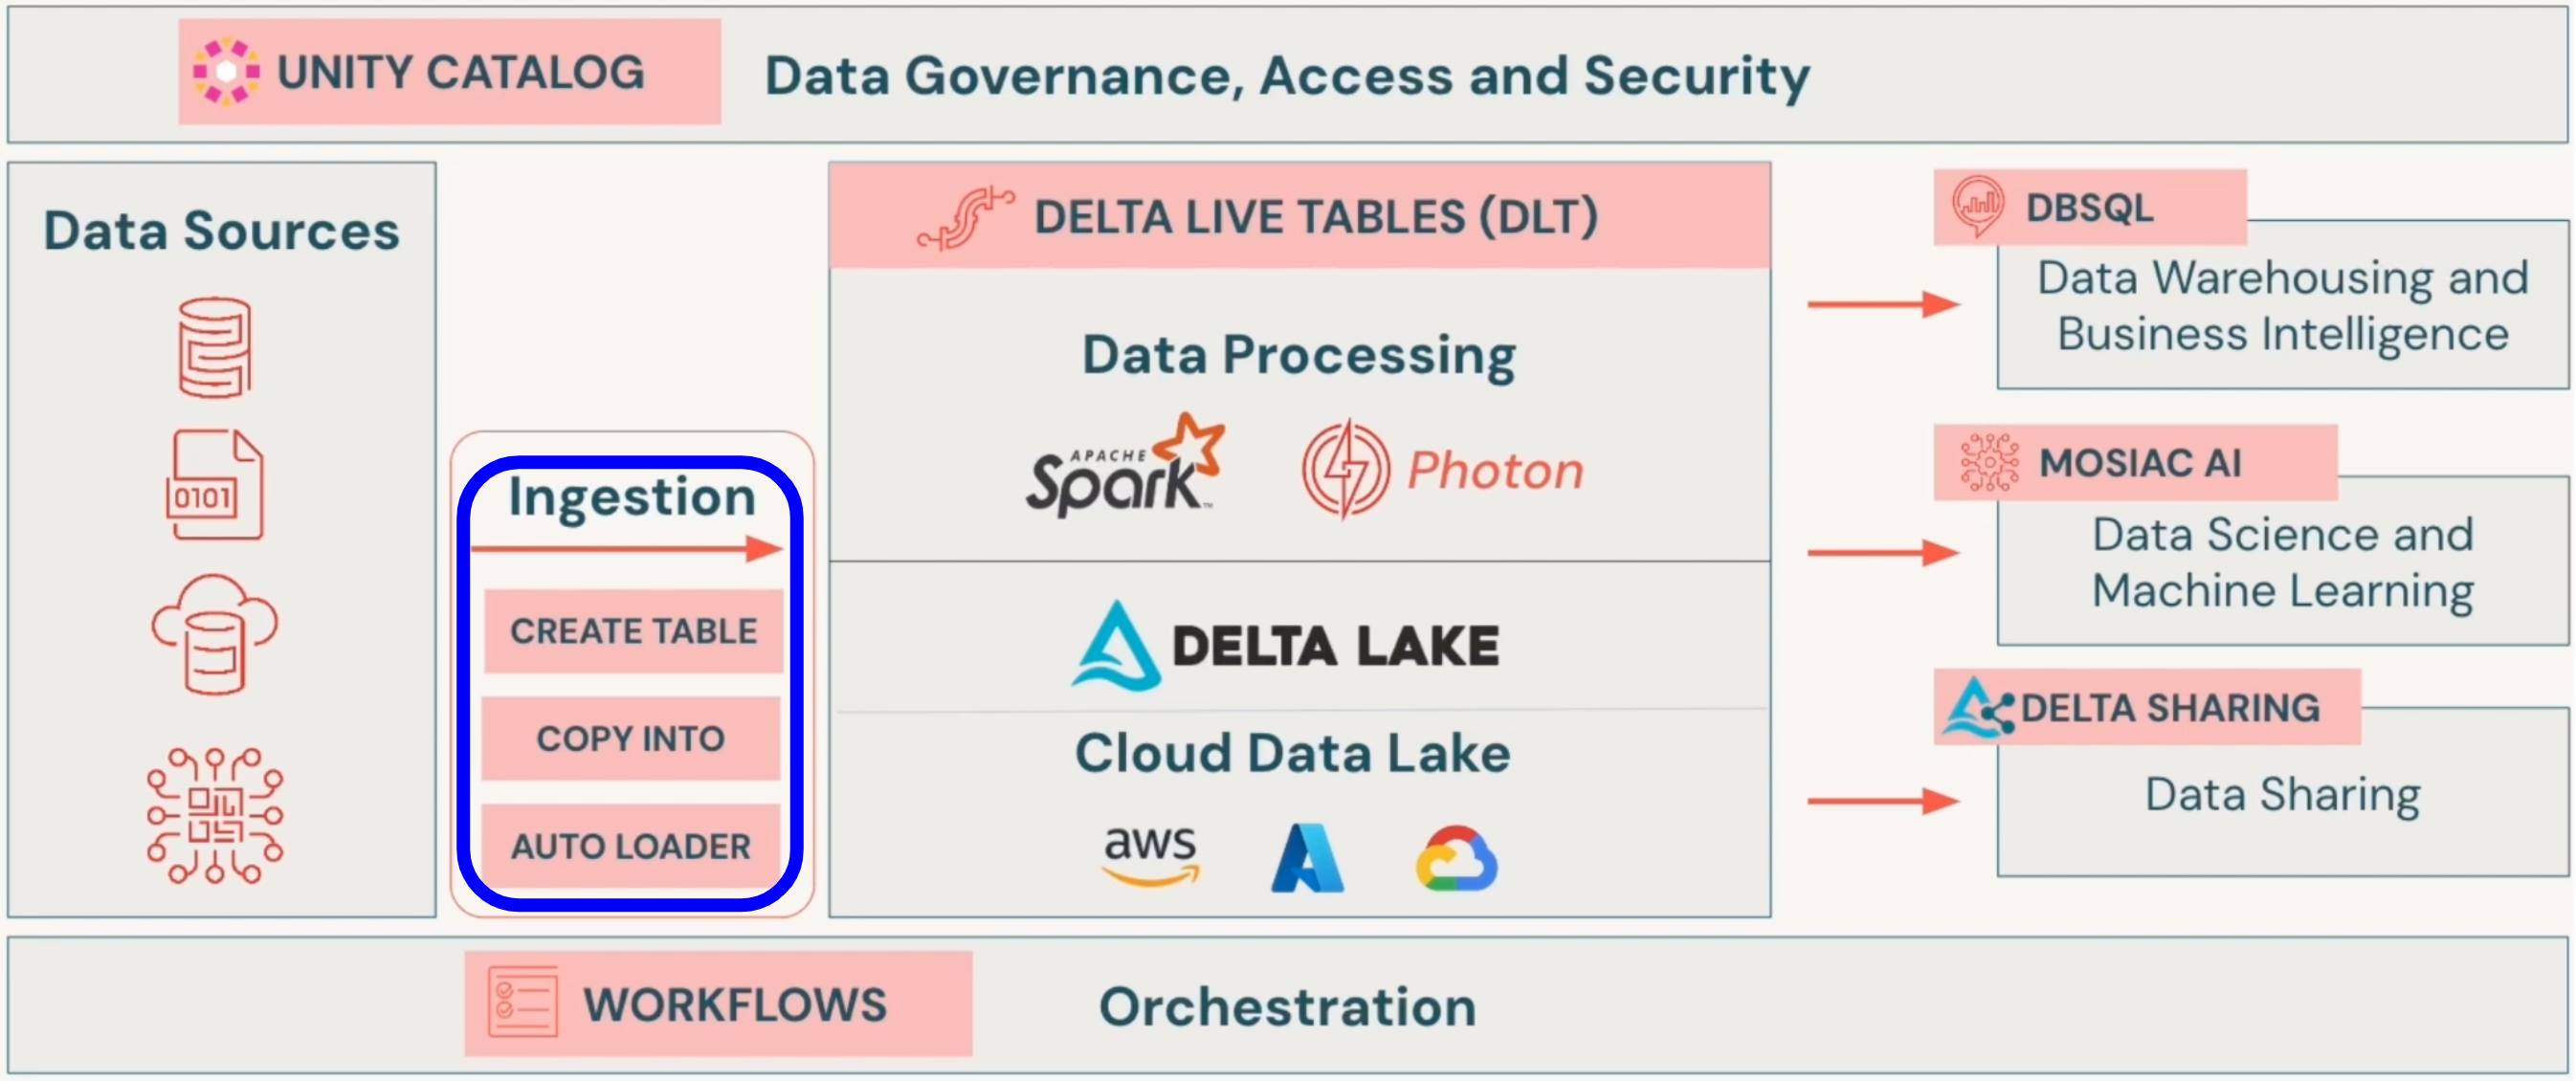 UNITY CATALOG
Data Governance, Access and Security
Data Sources
0101
Ingestion
CREATE TABLE
COPY INTO
AUTO LOADER
DELTA LIVE TABLES (DLT)
Data Processing
APACHE
Spark™
Photon
DELTA LAKE
Cloud Data Lake
aws
DBSQL
Data Warehousing and
Business Intelligence
MOSIAC AI
Data Science and
Machine Learning
DELTA SHARING
Data Sharing
WORKFLOWS
Orchestration